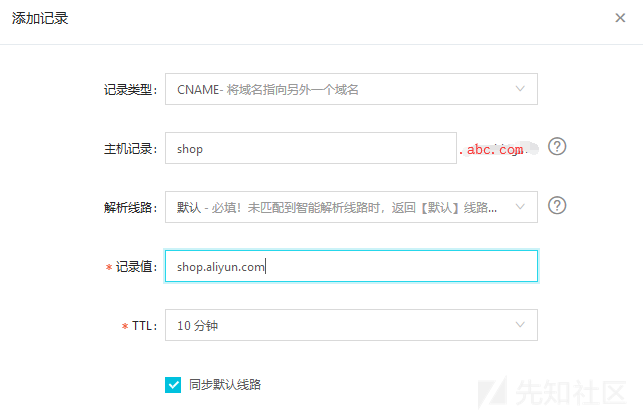 添加记录
记录类型: CNAME- 将域名指向另外一个域名
主机记录: shop .abc.com
解析线路: 默认 - 必填！未匹配到智能解析线路时，返回【默认】线路...
* 记录值: shop.aliyun.com
* TTL: 10 分钟
同步默认线路
先知社区